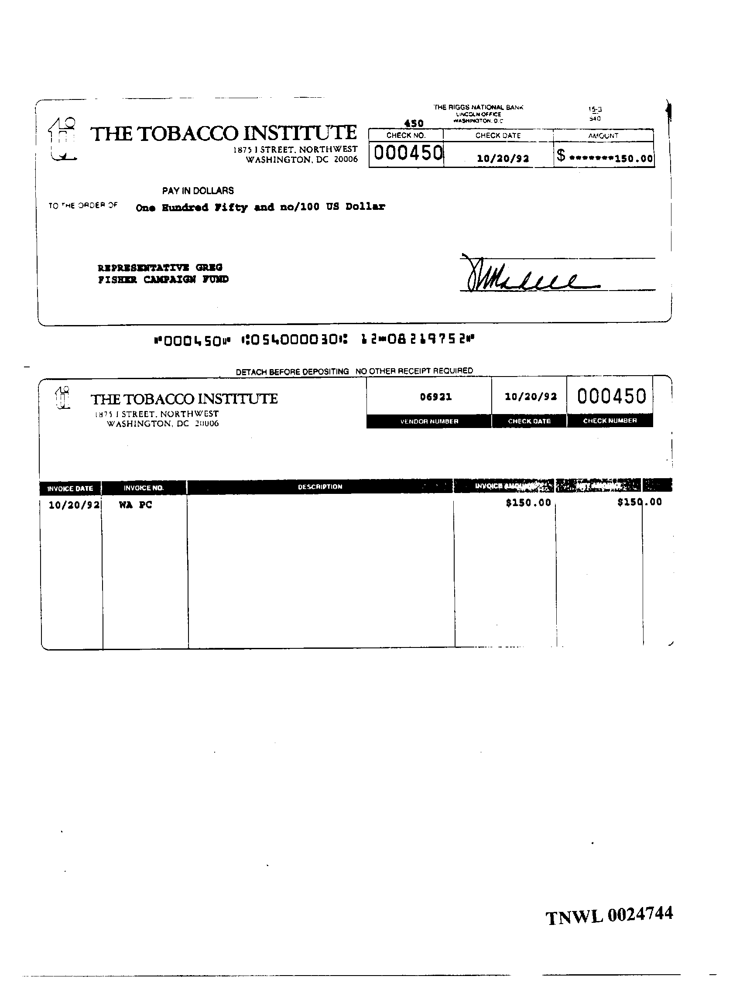 THE RIGGS NATIONAL BANK
LINCOLN OFFICE
WASHINGTON, D.C.
15-3
540
450
THE TOBACCO INSTITUTE
1875 I STREET, NORTHWEST
WASHINGTON, DC 20006
CHECK NO. CHECK DATE AMOUNT
000450 10/20/92 $ *******150.00
PAY IN DOLLARS
TO THE ORDER OF One Hundred Fifty and no/100 US Dollar
REPRESENTATIVE GREG
FISHER CAMPAIGN FUND
⑈000450⑈ ⑆054000030⑆ 12⑉08219752⑈
DETACH BEFORE DEPOSITING NO OTHER RECEIPT REQUIRED
THE TOBACCO INSTITUTE
1875 I STREET, NORTHWEST
WASHINGTON, DC 20006
06921 10/20/92 000450
VENDOR NUMBER CHECK DATE CHECK NUMBER
INVOICE DATE INVOICE NO. DESCRIPTION INVOICE AMOUNT NET AMOUNT
10/20/92 WA PC $150.00 $150.00
TNWL 0024744